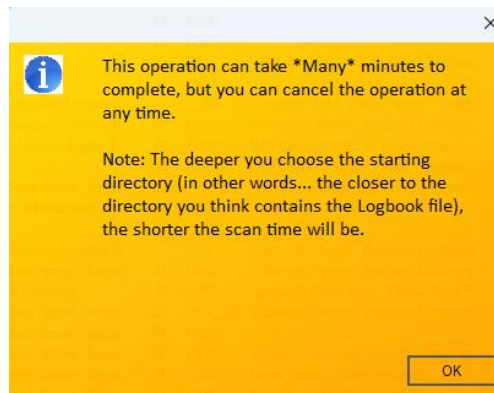 This operation can take *Many* minutes to
complete, but you can cancel the operation at
any time.
Note: The deeper you choose the starting
directory (in other words... the closer to the
directory you think contains the Logbook file),
the shorter the scan time will be.
OK